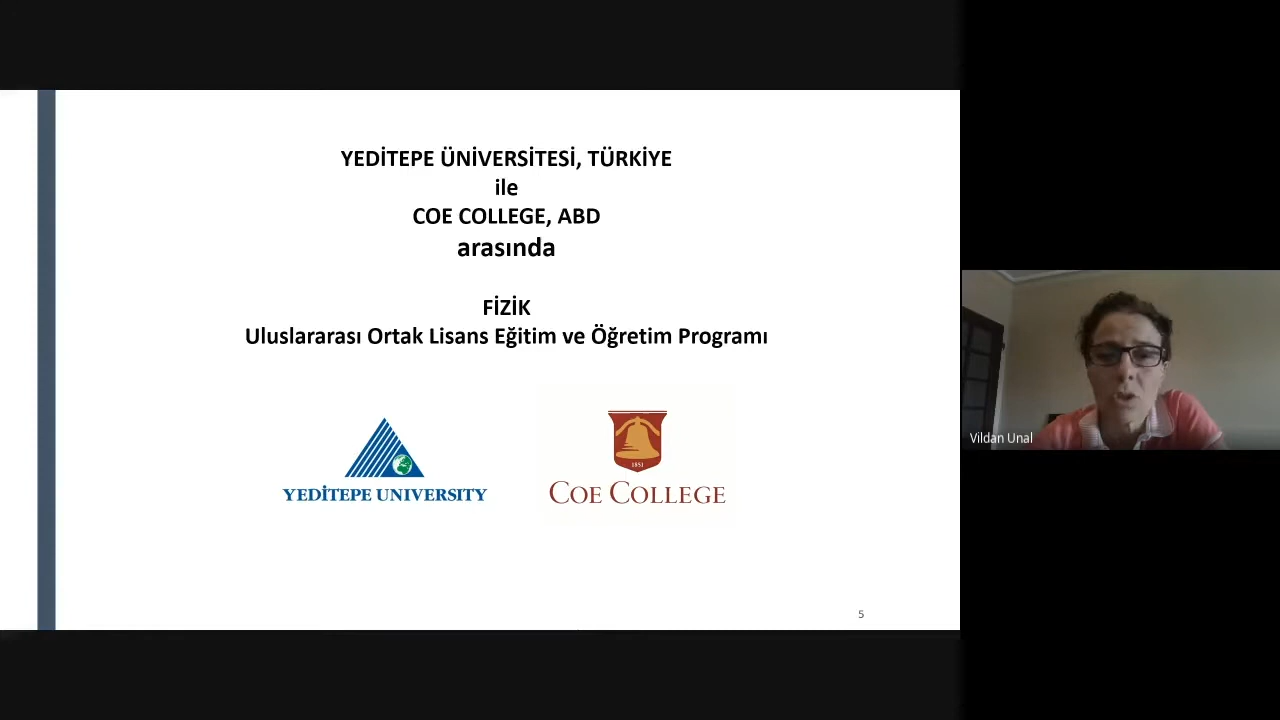 YEDİTEPE ÜNİVERSİTESİ, TÜRKİYE
ile
COE COLLEGE, ABD
arasında
FİZİK
Uluslararası Ortak Lisans Eğitim ve Öğretim Programı
YEDİTEPE UNIVERSITY
1851
COE COLLEGE
5
Vildan Unal